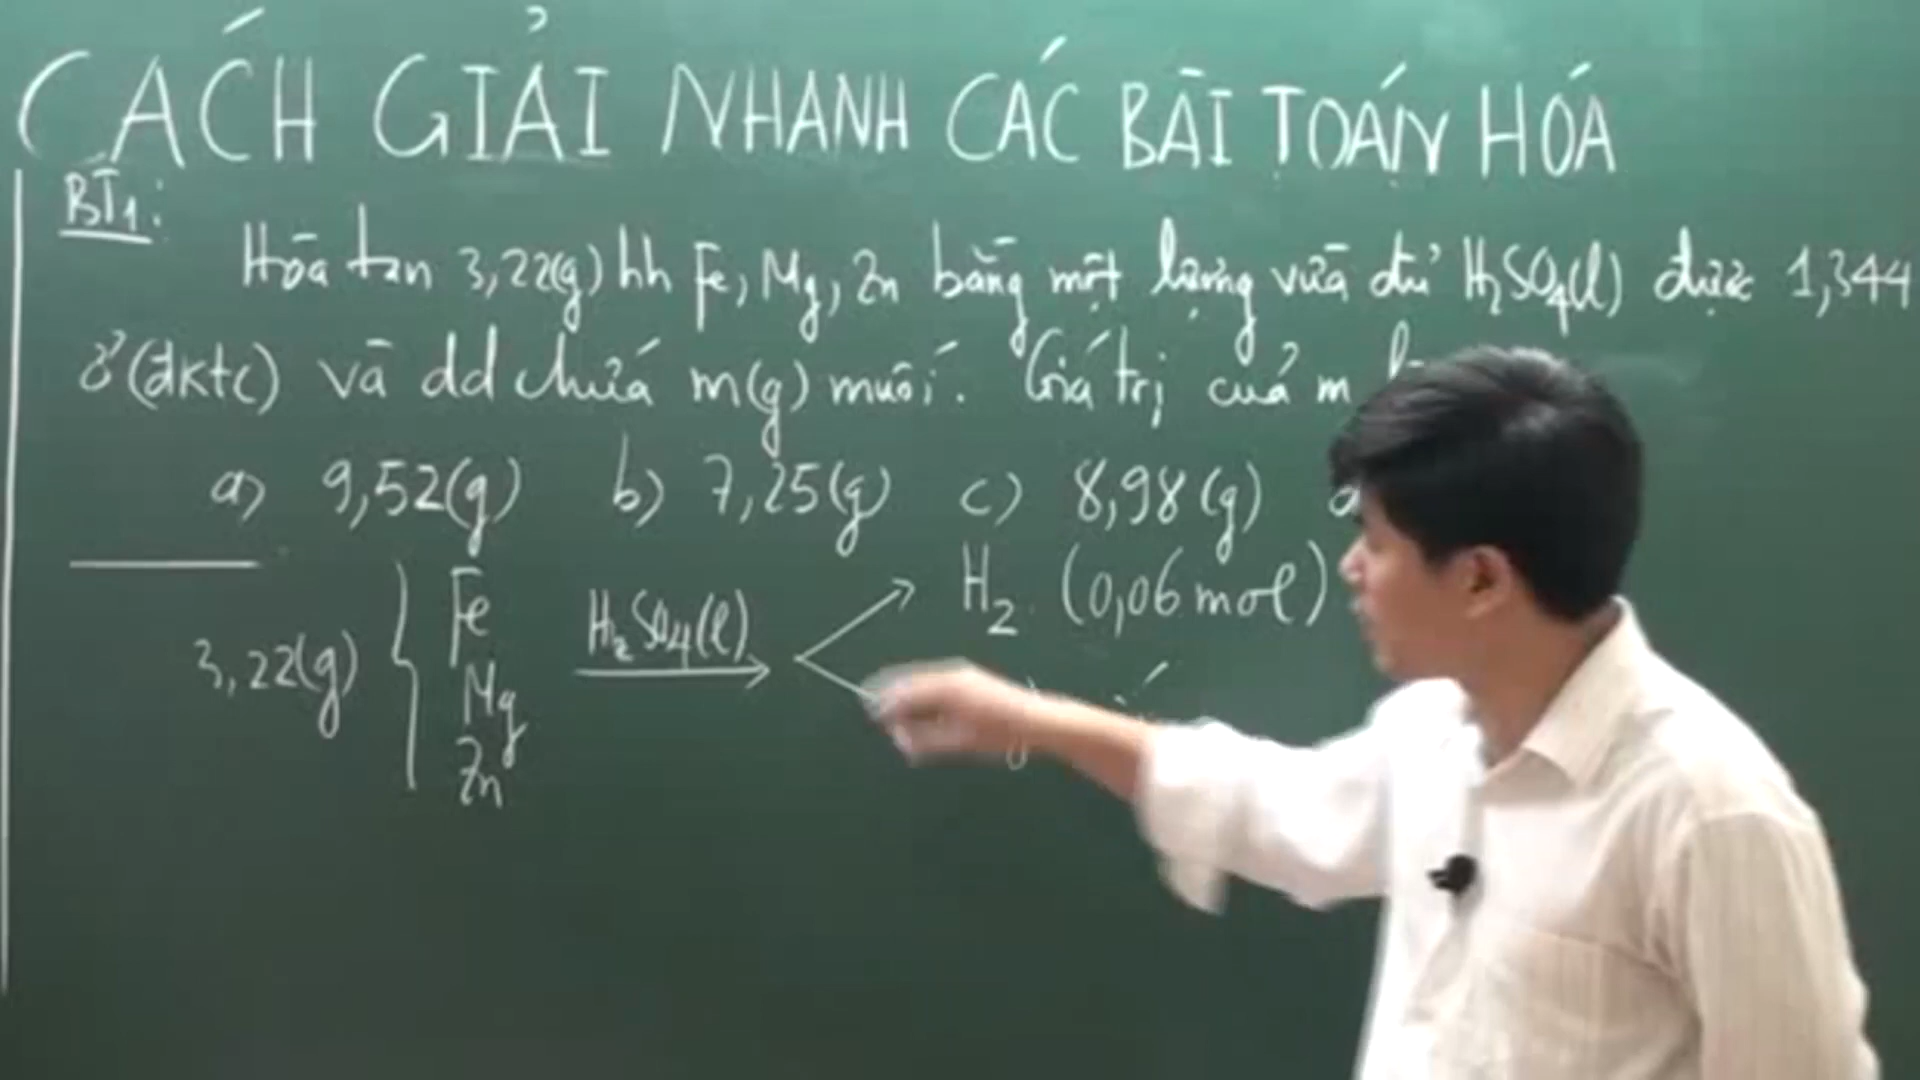 CÁCH GIẢI NHANH CÁC BÀI TOÁN HÓA
BT1:
Hòa tan 3,22(g) hh Fe, Mg, Zn bằng một lượng vừa đủ H₂SO₄(l) được 1,344
ở (đktc) và dd chứa m(g) muối. Giá trị của m
a) 9,52(g) b) 7,25(g) c) 8,98(g)
3,22(g) { Fe
Mg
Zn
H₂SO₄(l)
H₂ (0,06 mol)